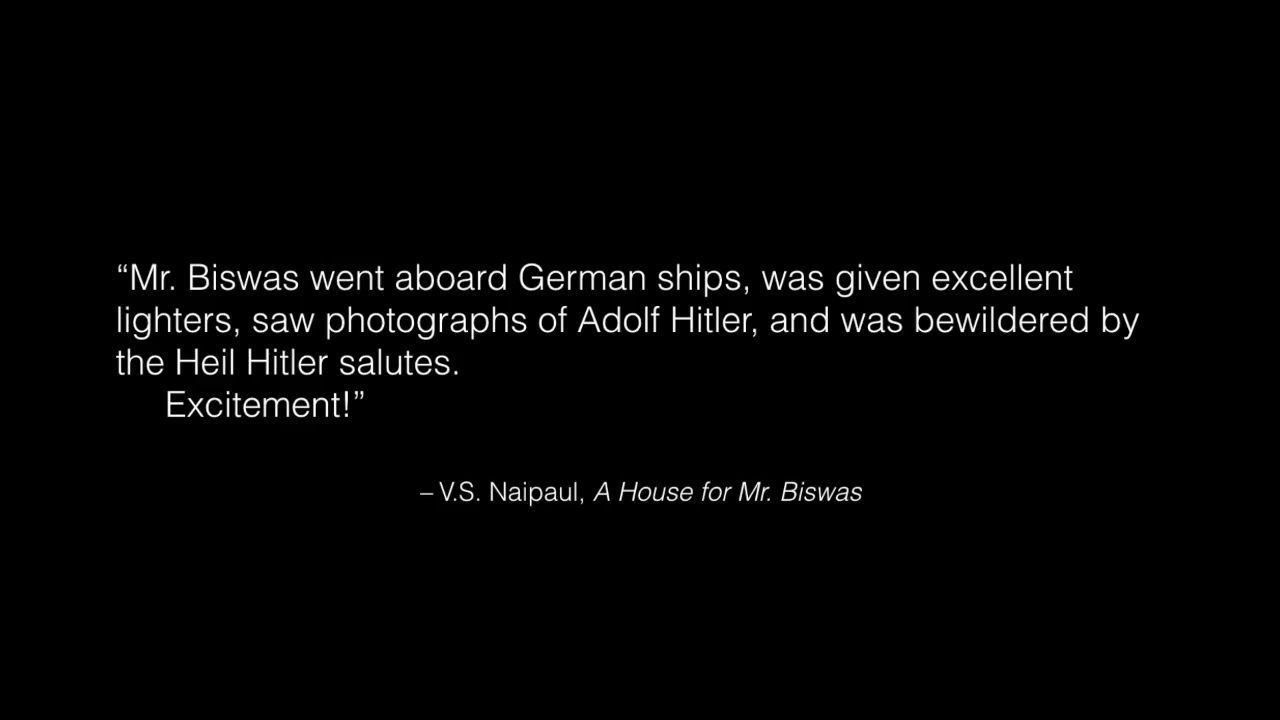 “Mr. Biswas went aboard German ships, was given excellent
lighters, saw photographs of Adolf Hitler, and was bewildered by
the Heil Hitler salutes.
Excitement!”
– V.S. Naipaul, A House for Mr. Biswas